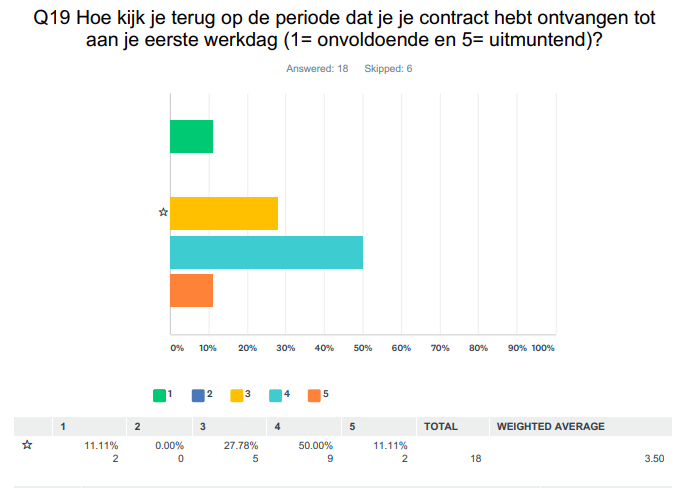 Q19 Hoe kijk je terug op de periode dat je je contract hebt ontvangen tot
aan je eerste werkdag (1= onvoldoende en 5= uitmuntend)?
Answered: 18 Skipped: 6
☆
0% 10% 20% 30% 40% 50% 60% 70% 80% 90% 100%
1 2 3 4 5
1 2 3 4 5 TOTAL WEIGHTED AVERAGE
☆ 11.11% 0.00% 27.78% 50.00% 11.11%
2 0 5 9 2 18 3.50